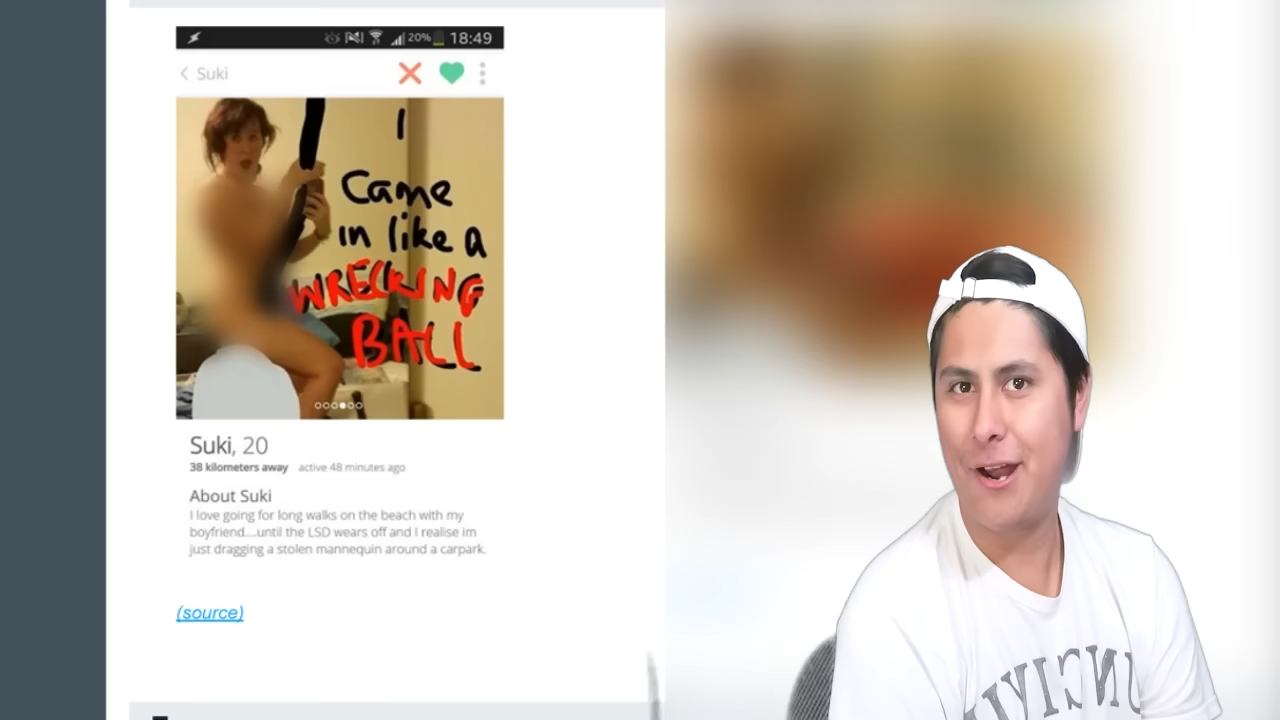 20% 18:49
Suki
I
Came
in like a
WRECKING
BALL
Suki, 20
38 kilometers away active 48 minutes ago
About Suki
I love going for long walks on the beach with my
boyfriend....until the LSD wears off and I realise im
just dragging a stolen mannequin around a carpark.
(source)